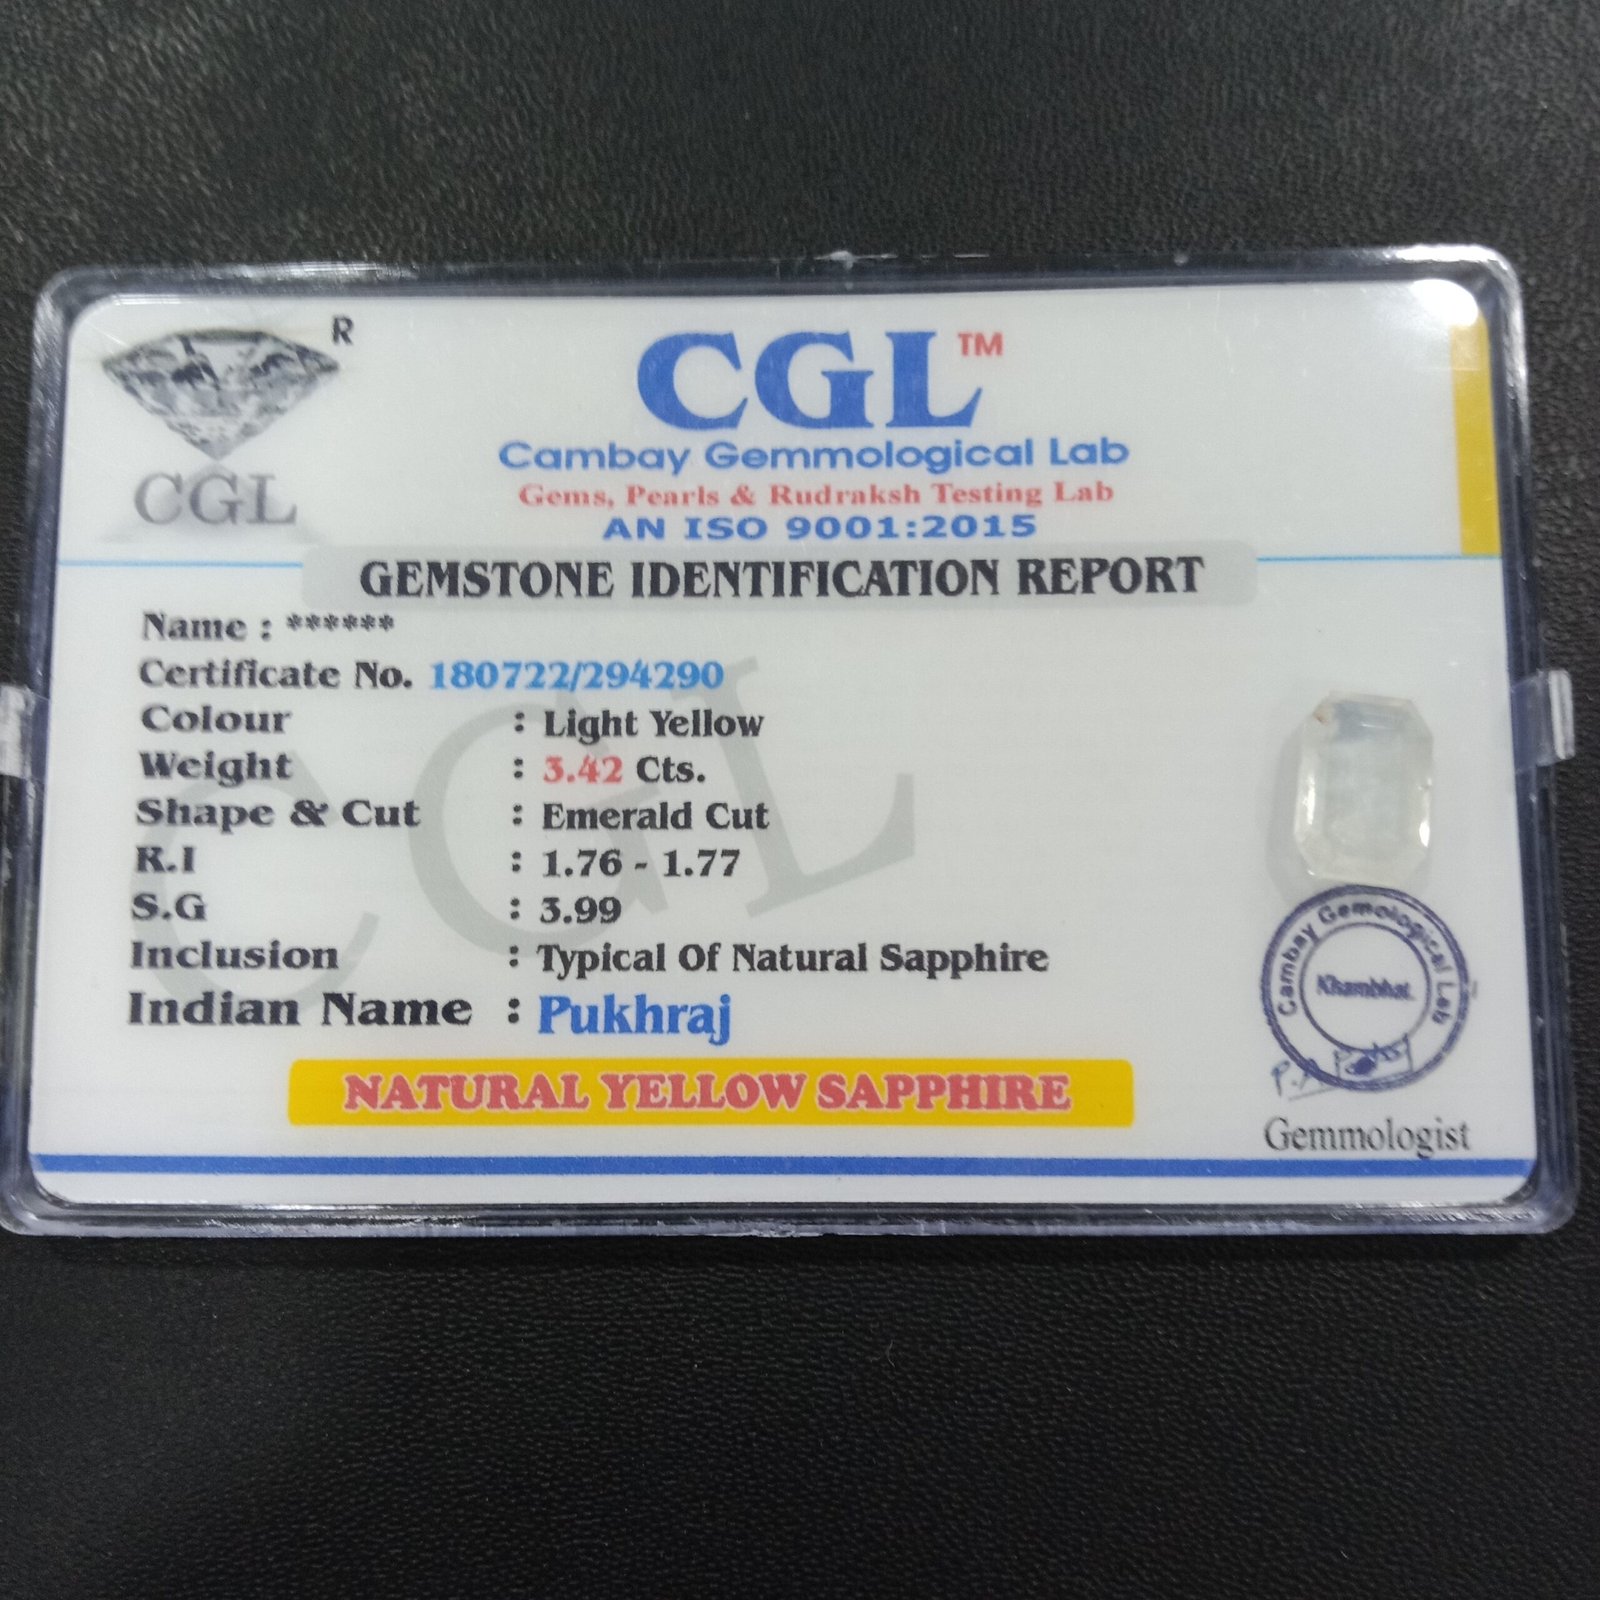 R
CGL
CGL™
Cambay Gemmological Lab
Gems, Pearls & Rudraksh Testing Lab
AN ISO 9001:2015
GEMSTONE IDENTIFICATION REPORT
Name : ******
Certificate No. 180722/294290
Colour : Light Yellow
Weight : 3.42 Cts.
Shape & Cut : Emerald Cut
R.I : 1.76 - 1.77
S.G : 3.99
Inclusion : Typical Of Natural Sapphire
Indian Name : Pukhraj
NATURAL YELLOW SAPPHIRE
CGL
Cambay Gemological Lab
Khambhat.
Gemmologist